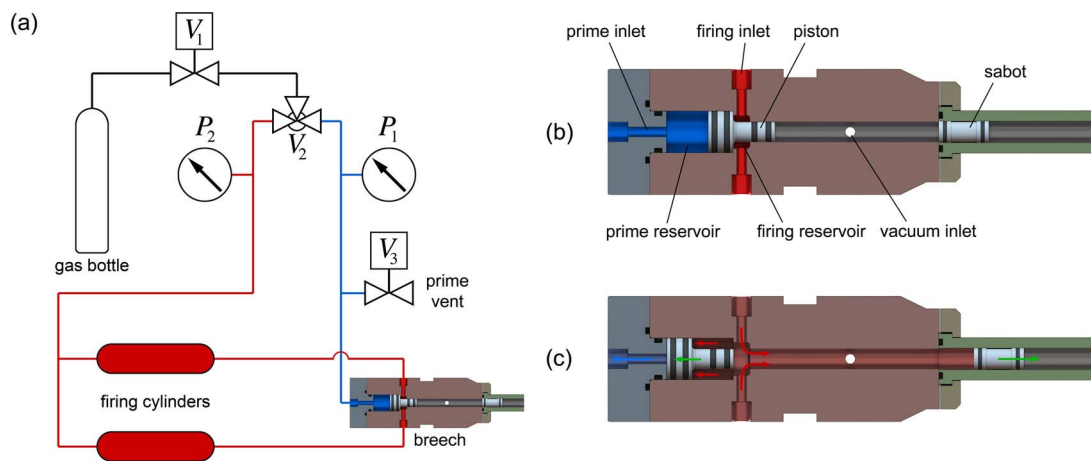 (a)
V1
P2
V2
P1
gas bottle
V3
prime
vent
firing cylinders
breech
prime inlet
firing inlet
piston
sabot
(b)
prime reservoir
firing reservoir
vacuum inlet
(c)